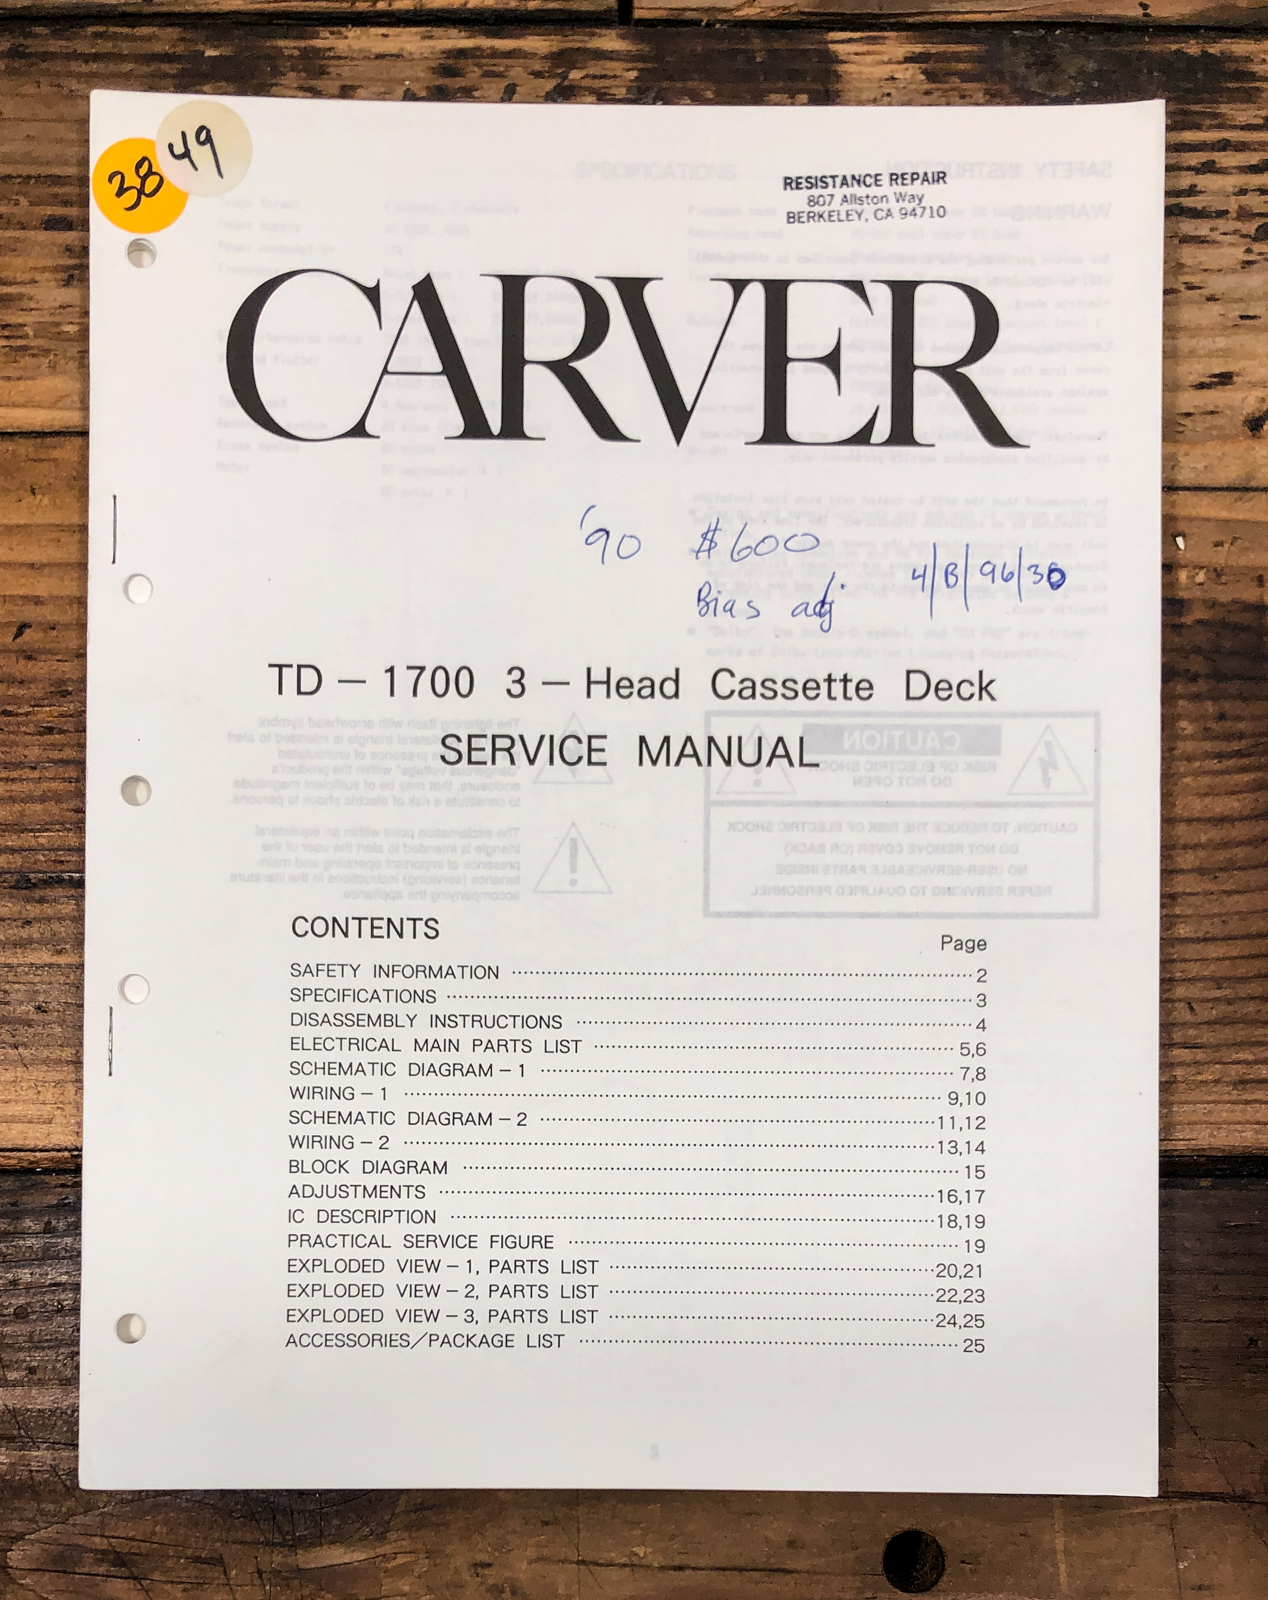 38
49
RESISTANCE REPAIR
807 Allston Way
BERKELEY, CA 94710
CARVER
'90 $600
Bias adj 4/B/96/30
TD – 1700 3 – Head Cassette Deck
SERVICE MANUAL
CONTENTS
Page
SAFETY INFORMATION 2
SPECIFICATIONS 3
DISASSEMBLY INSTRUCTIONS 4
ELECTRICAL MAIN PARTS LIST 5,6
SCHEMATIC DIAGRAM – 1 7,8
WIRING – 1 9,10
SCHEMATIC DIAGRAM – 2 11,12
WIRING – 2 13,14
BLOCK DIAGRAM 15
ADJUSTMENTS 16,17
IC DESCRIPTION 18,19
PRACTICAL SERVICE FIGURE 19
EXPLODED VIEW – 1, PARTS LIST 20,21
EXPLODED VIEW – 2, PARTS LIST 22,23
EXPLODED VIEW – 3, PARTS LIST 24,25
ACCESSORIES/PACKAGE LIST 25